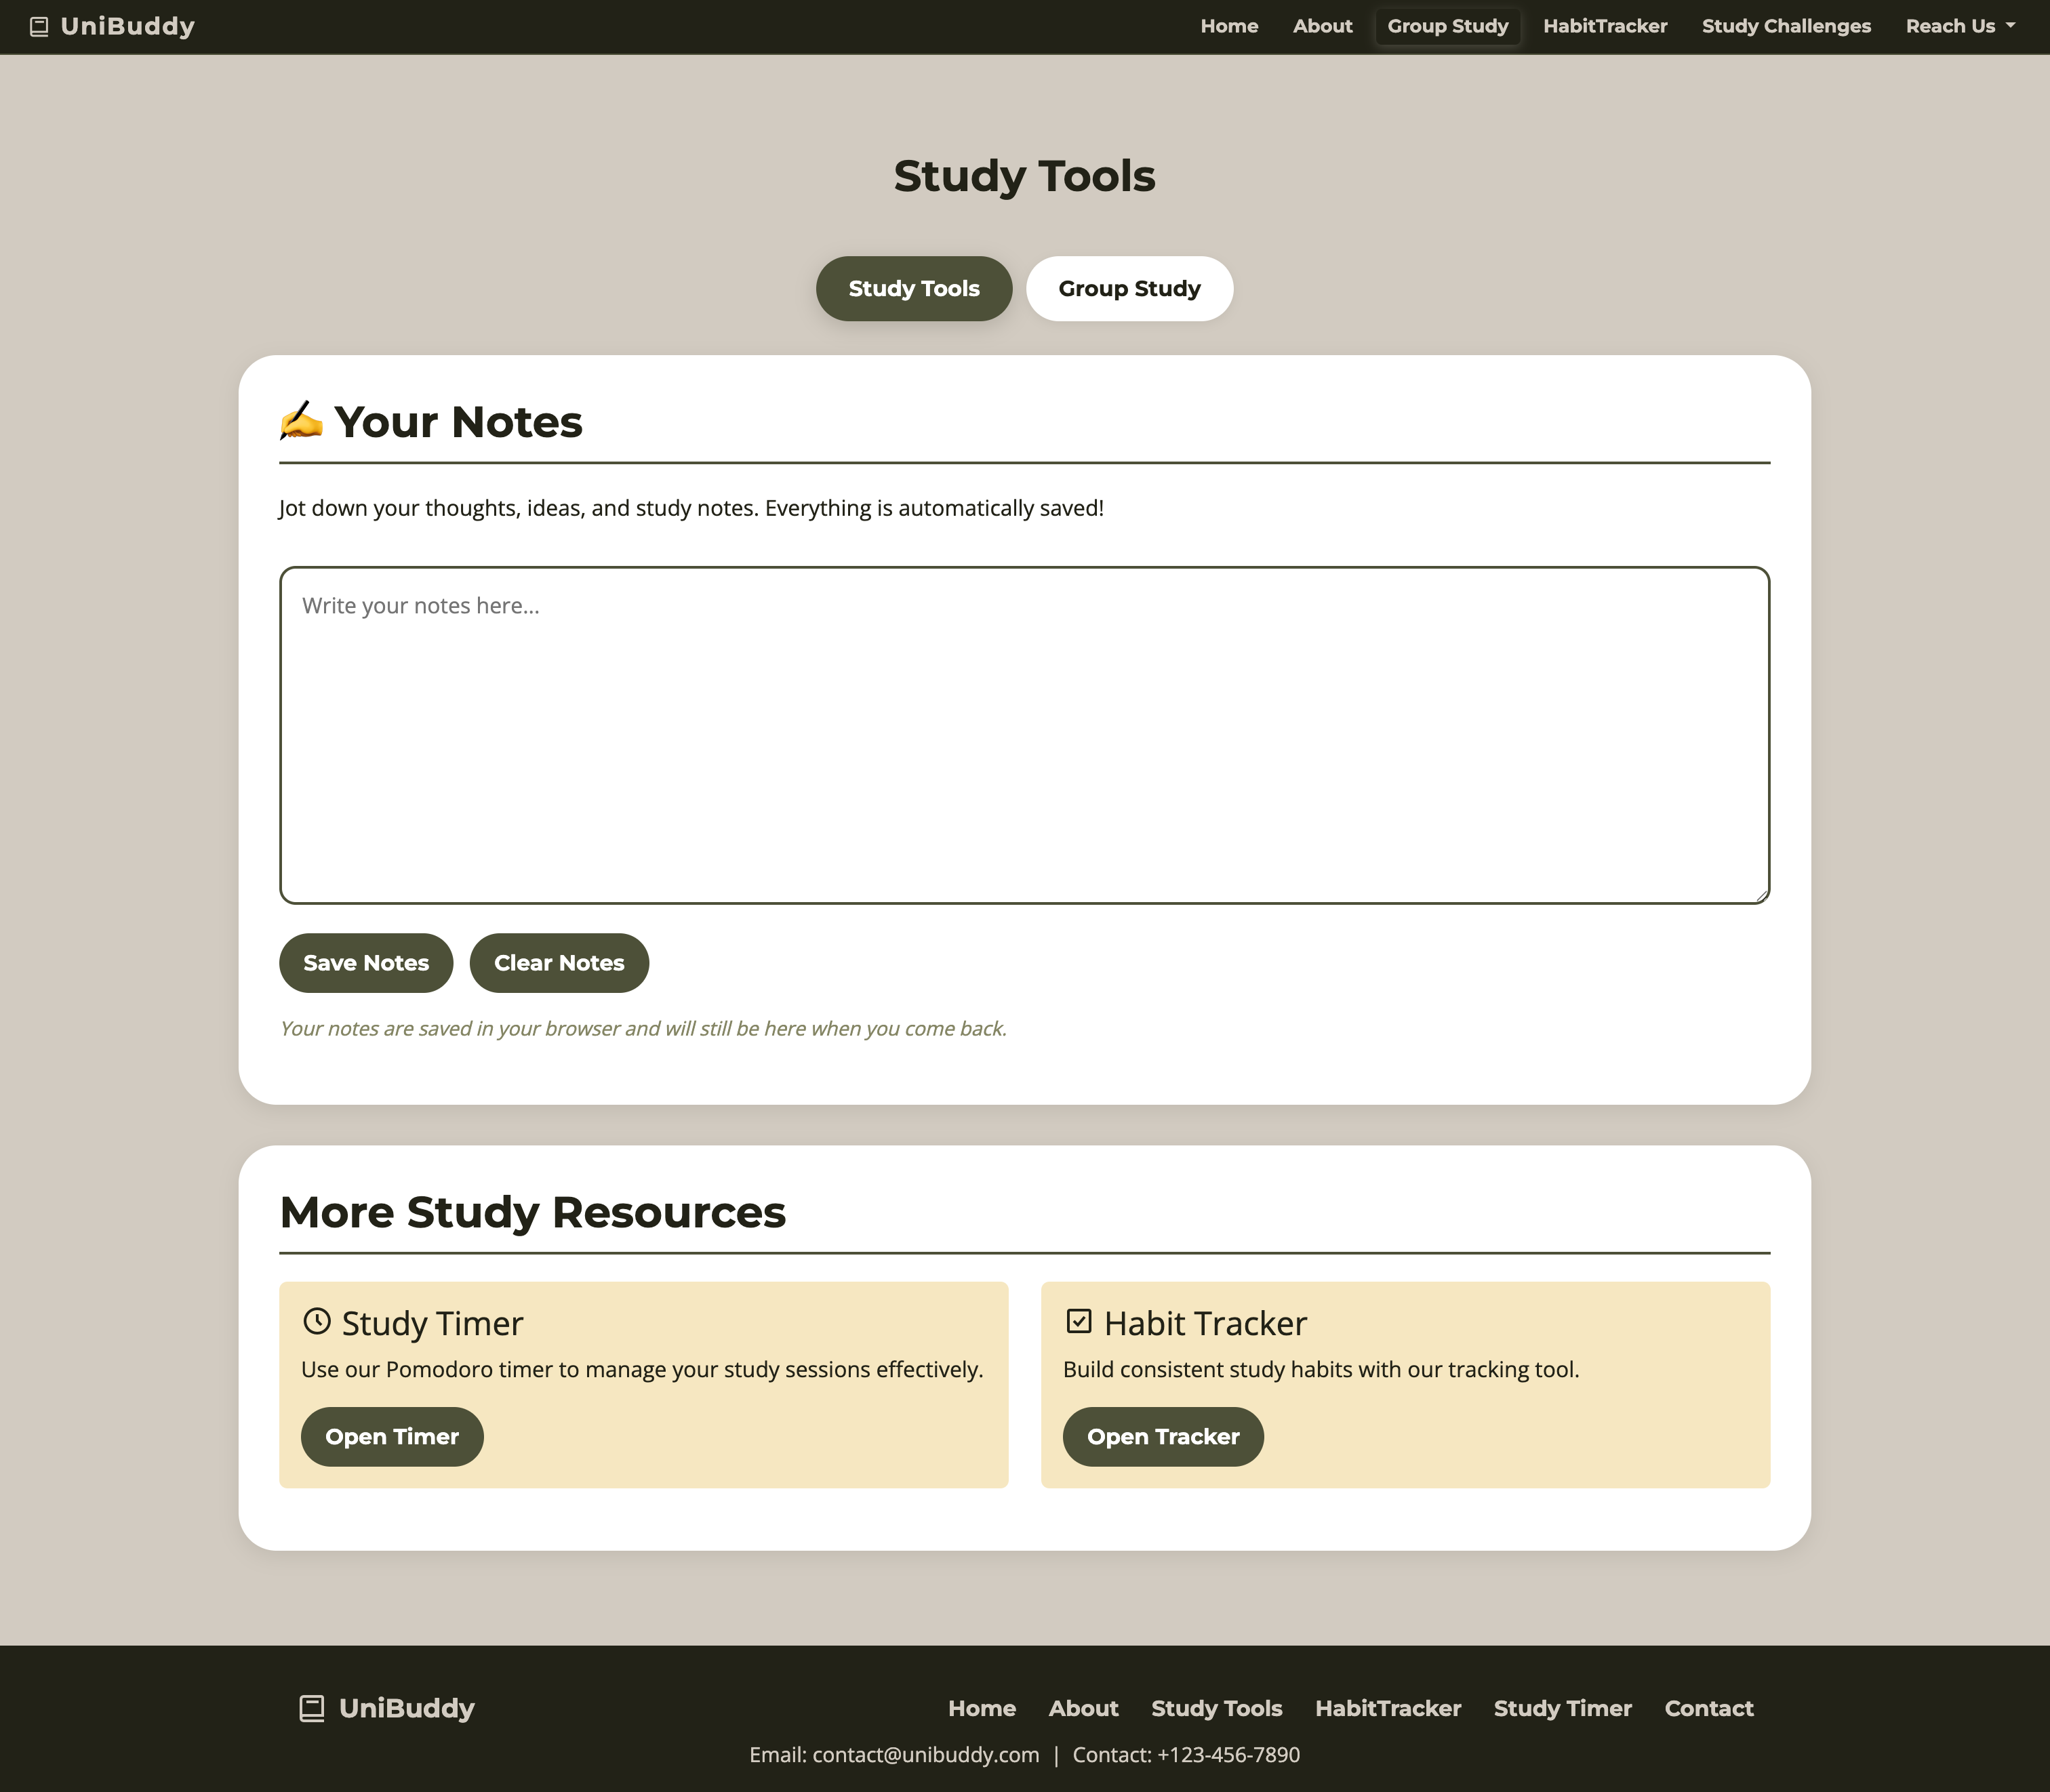 UniBuddy
Home About Group Study HabitTracker Study Challenges Reach Us
Study Tools
Study Tools Group Study
✍️ Your Notes
Jot down your thoughts, ideas, and study notes. Everything is automatically saved!
Write your notes here...
Save Notes Clear Notes
Your notes are saved in your browser and will still be here when you come back.
More Study Resources
Study Timer
Use our Pomodoro timer to manage your study sessions effectively.
Open Timer
Habit Tracker
Build consistent study habits with our tracking tool.
Open Tracker
UniBuddy
Home About Study Tools HabitTracker Study Timer Contact
Email: contact@unibuddy.com | Contact: +123-456-7890